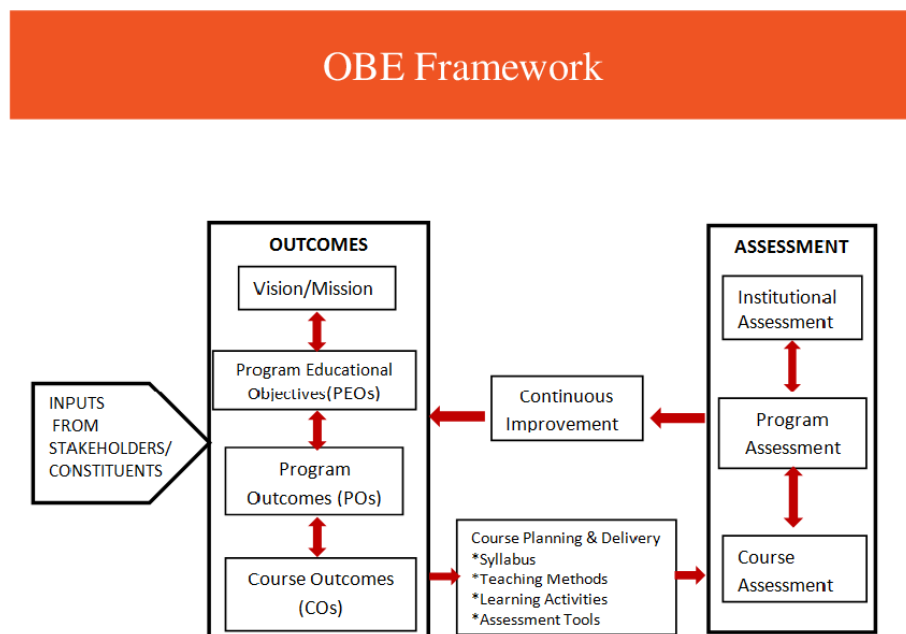 OBE Framework
OUTCOMES
Vision/Mission
Program Educational
Objectives(PEOs)
Program
Outcomes (POs)
Course Outcomes
(COs)
INPUTS
FROM
STAKEHOLDERS/
CONSTITUENTS
Continuous
Improvement
Course Planning & Delivery
*Syllabus
*Teaching Methods
*Learning Activities
*Assessment Tools
ASSESSMENT
Institutional
Assessment
Program
Assessment
Course
Assessment